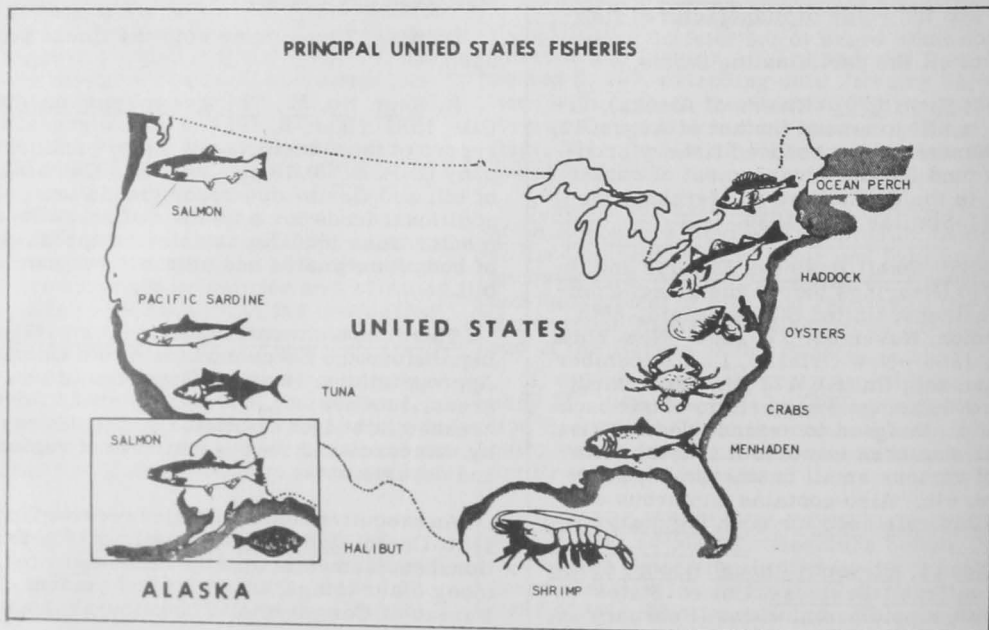 PRINCIPAL UNITED STATES FISHERIES
SALMON
OCEAN PERCH
HADDOCK
PACIFIC SARDINE
UNITED STATES
OYSTERS
TUNA
CRABS
SALMON
MENHADEN
HALIBUT
ALASKA
SHRIMP